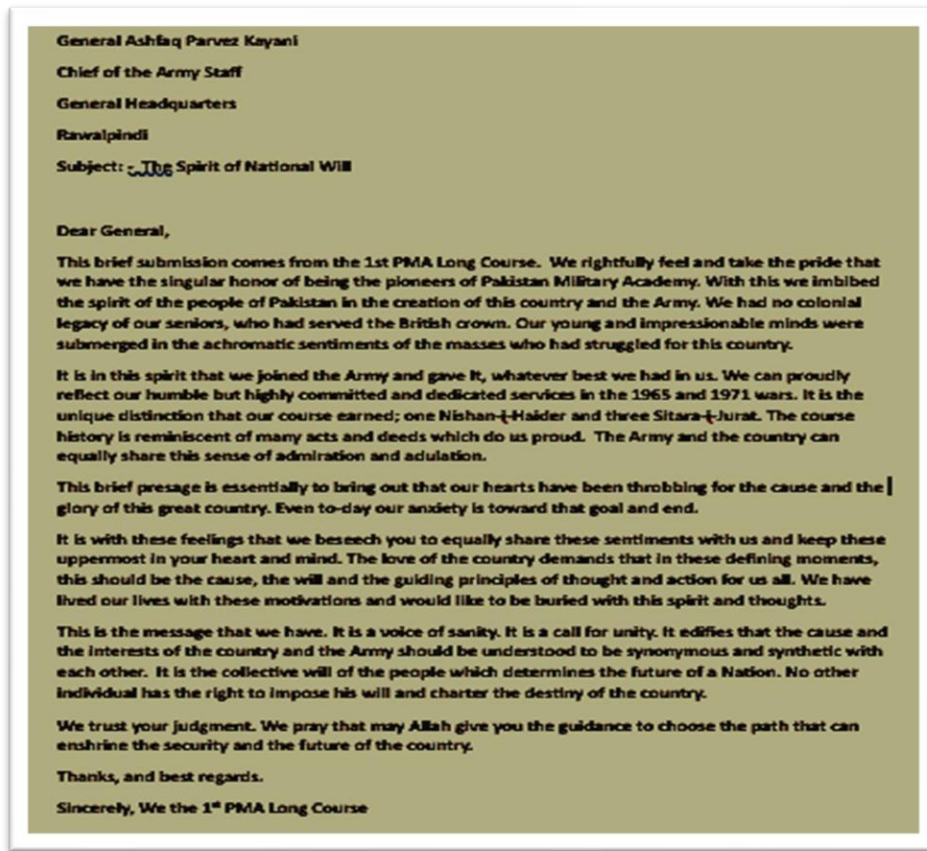 General Ashfaq Parvez Kayani
Chief of the Army Staff
General Headquarters
Rawalpindi
Subject: - The Spirit of National Will
Dear General,
This brief submission comes from the 1st PMA Long Course. We rightfully feel and take the pride that
we have the singular honor of being the pioneers of Pakistan Military Academy. With this we imbibed
the spirit of the people of Pakistan in the creation of this country and the Army. We had no colonial
legacy of our seniors, who had served the British crown. Our young and impressionable minds were
submerged in the achromatic sentiments of the masses who had struggled for this country.
It is in this spirit that we joined the Army and gave it, whatever best we had in us. We can proudly
reflect our humble but highly committed and dedicated services in the 1965 and 1971 wars. It is the
unique distinction that our course earned; one Nishan-i-Haider and three Sitara-i-Jurat. The course
history is reminiscent of many acts and deeds which do us proud. The Army and the country can
equally share this sense of admiration and adulation.
This brief presage is essentially to bring out that our hearts have been throbbing for the cause and the
glory of this great country. Even to-day our anxiety is toward that goal and end.
It is with these feelings that we beseech you to equally share these sentiments with us and keep these
uppermost in your heart and mind. The love of the country demands that in these defining moments,
this should be the cause, the will and the guiding principles of thought and action for us all. We have
lived our lives with these motivations and would like to be buried with this spirit and thoughts.
This is the message that we have. It is a voice of sanity. It is a call for unity. It edifies that the cause and
the interests of the country and the Army should be understood to be synonymous and synthetic with
each other. It is the collective will of the people which determines the future of a Nation. No other
individual has the right to impose his will and charter the destiny of the country.
We trust your judgment. We pray that may Allah give you the guidance to choose the path that can
enshrine the security and the future of the country.
Thanks, and best regards.
Sincerely, We the 1st PMA Long Course